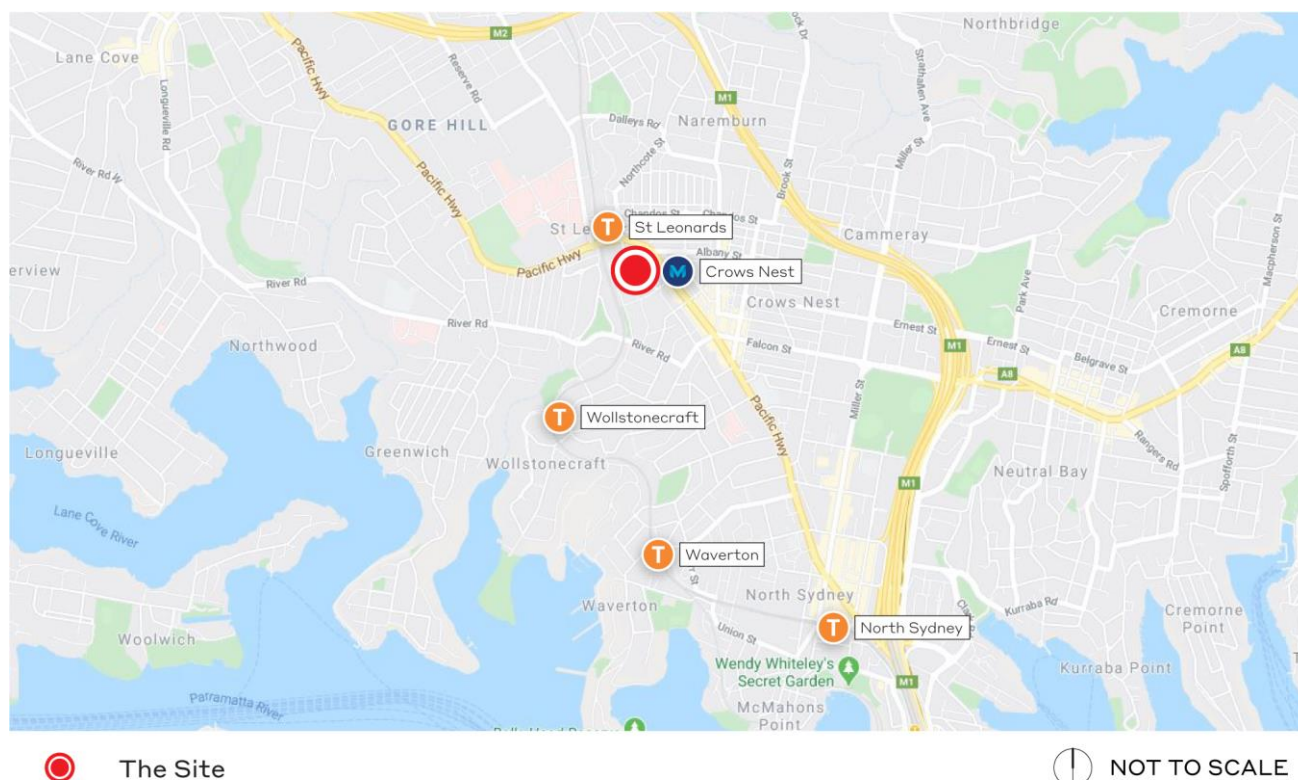 Northbridge
Lane Cove
M2
Pacific Hwy
Reserve Rd
Longueville Rd
GORE HILL
Dalleys Rd
M1
Naremburn
Strathallen Ave
Miller St
Brook St
Northcote St
River Rd W
Pacific Hwy
Chandos St
Chandos St
T
St Leonards
Cammeray
Macpherson St
Pacific Hwy
Albany St
M
Crows Nest
erview
River Rd
Crows Nest
Park Ave
Cremorne
Northwood
River Rd
River Rd
Falcon St
Ernest St
M1
Ernest St
Belgrave St
A8
A8
T
Wollstonecraft
Pacific Hwy
Miller St
Longueville
Greenwich
Wollstonecraft
Rangers Rd
Spofforth St
Neutral Bay
M1
Lane Cove River
T
Waverton
North Sydney
Waverton
Kurraba Rd
Cremorne
Point
Woolwich
Union St
T
North Sydney
Wendy Whiteley's
Secret Garden
M1
Kurraba Point
Parramatta River
McMahons
Point
The Site
NOT TO SCALE